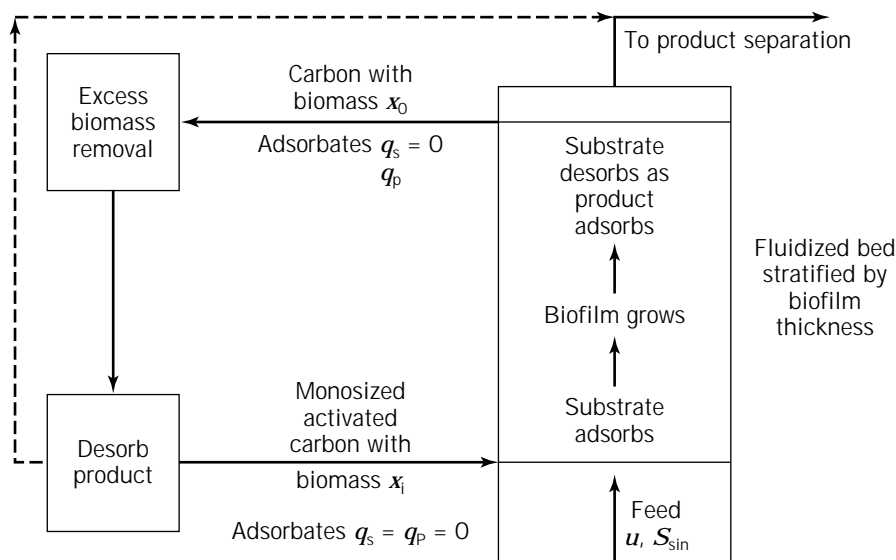 To product separation
Excess
biomass
removal
Carbon with
biomass x₀
Adsorbates qₛ = 0
qₚ
Substrate
desorbs as
product
adsorbs
Biofilm grows
Substrate
adsorbs
Fluidized bed
stratified by
biofilm
thickness
Desorb
product
Monosized
activated
carbon with
biomass xᵢ
Adsorbates qₛ = q_P = 0
Feed
u, S_sin